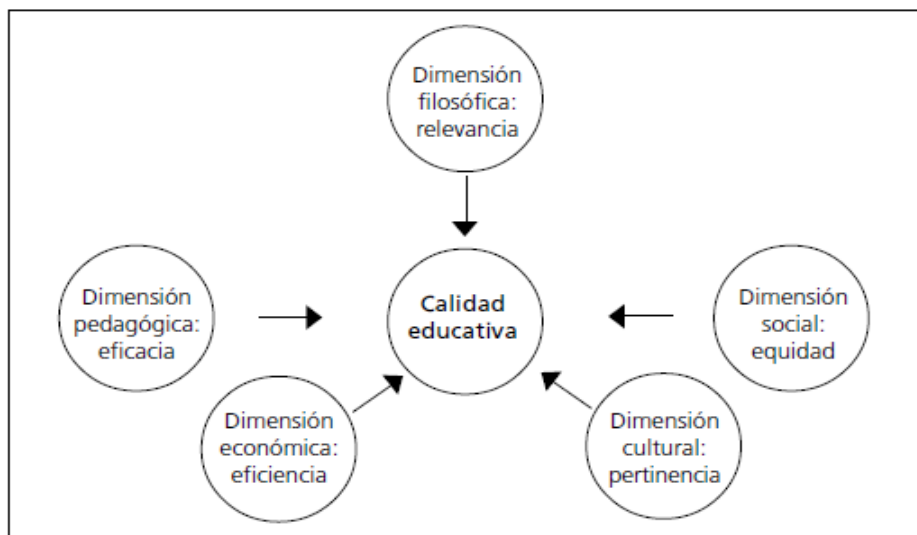 Dimensión
filosófica:
relevancia
Dimensión
pedagógica:
eficacia
Calidad
educativa
Dimensión
social:
equidad
Dimensión
económica:
eficiencia
Dimensión
cultural:
pertinencia